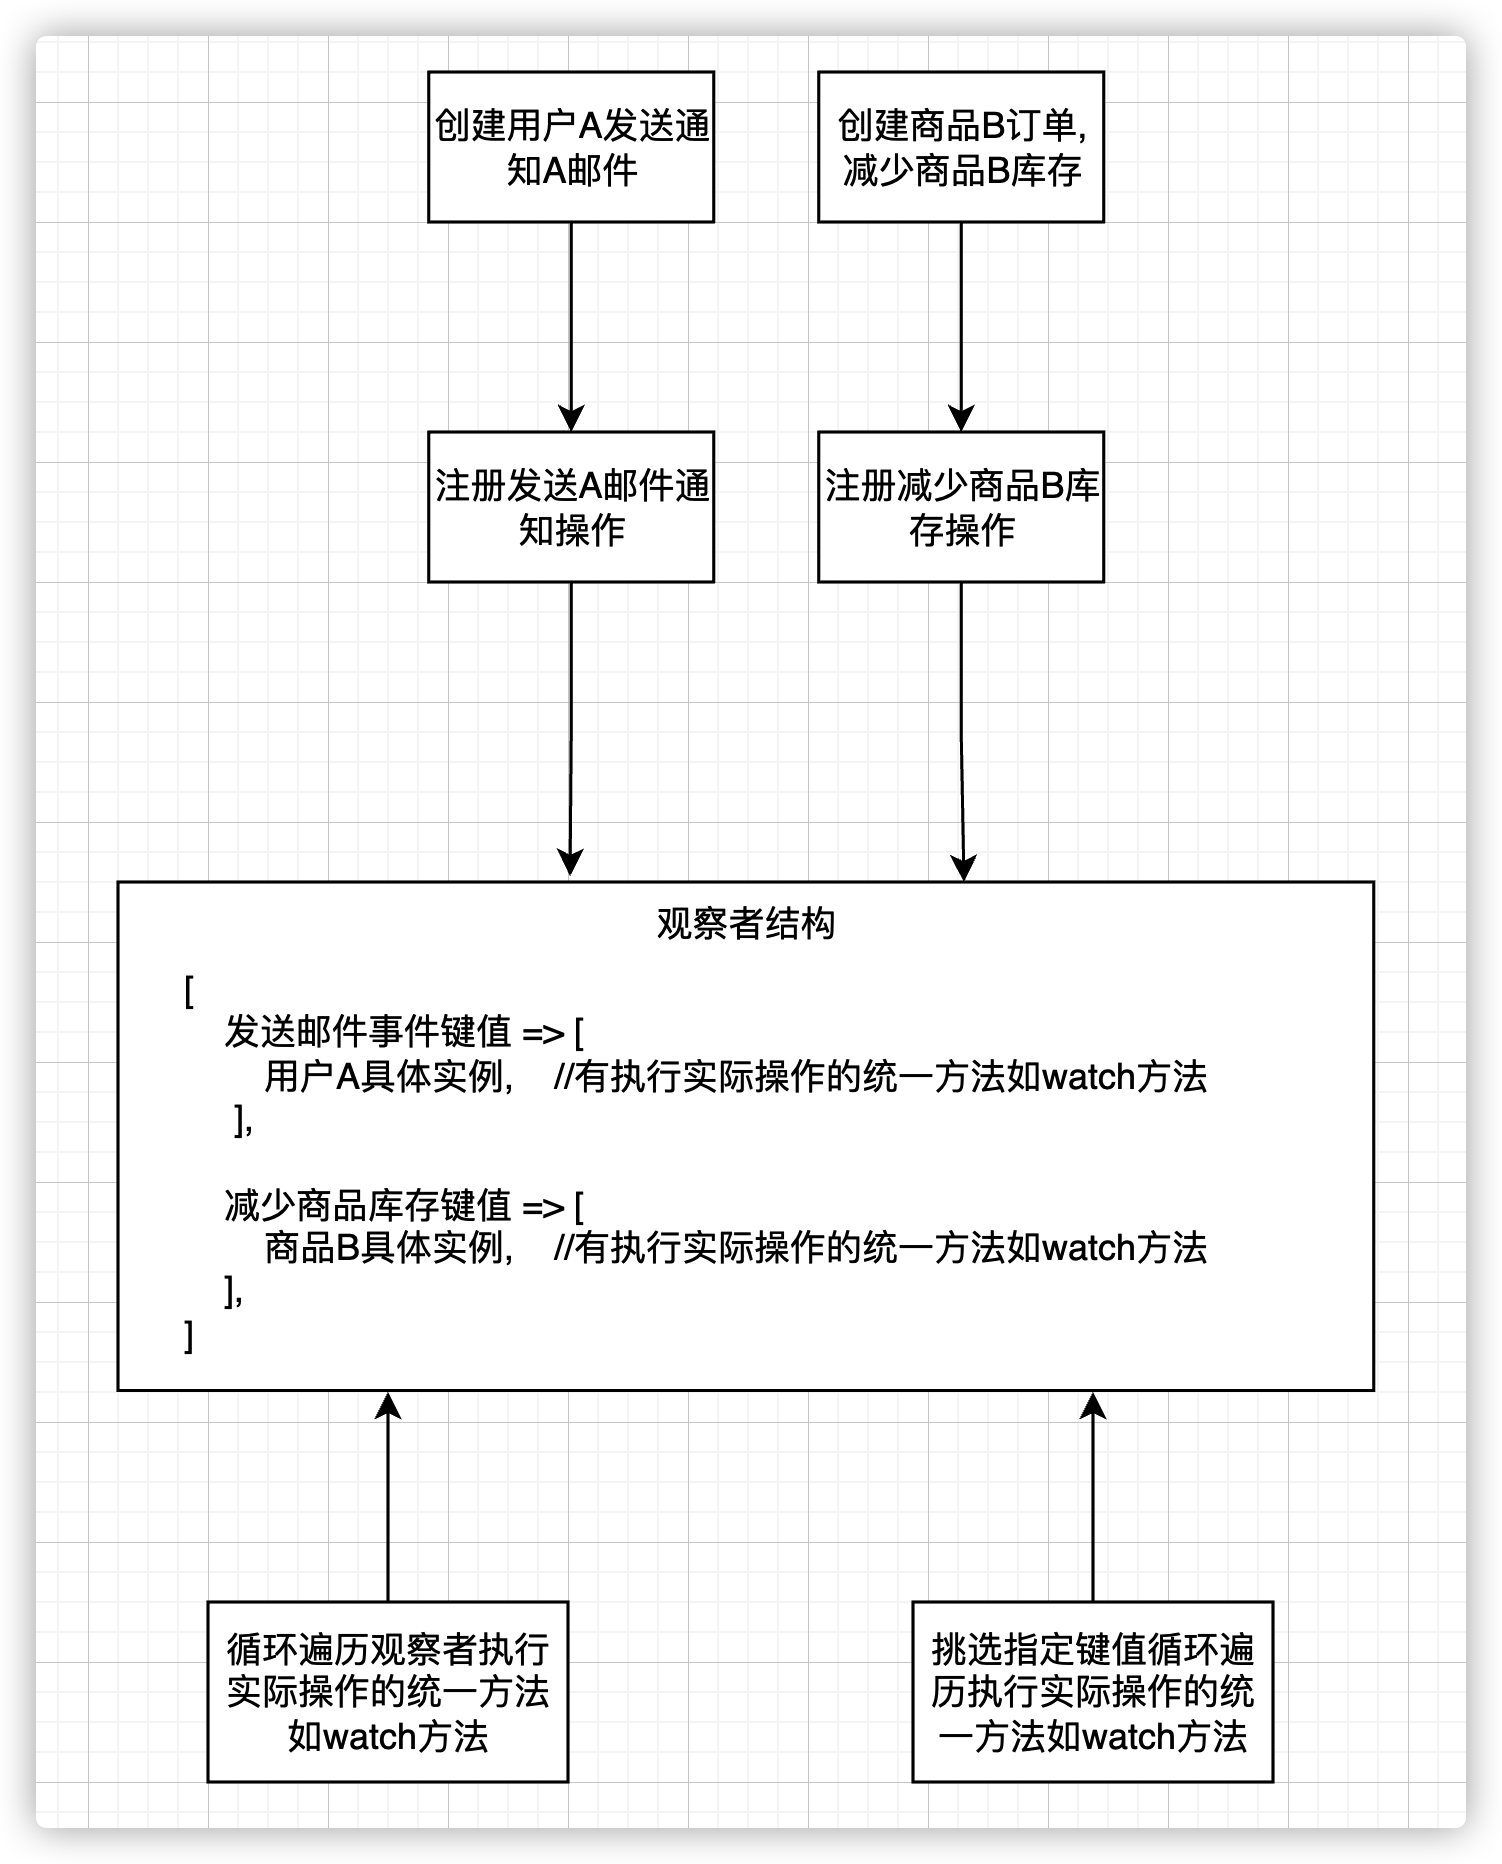 创建用户A发送通
知A邮件
创建商品B订单,
减少商品B库存
注册发送A邮件通
知操作
注册减少商品B库
存操作
观察者结构
[
发送邮件事件键值 => [
用户A具体实例, //有执行实际操作的统一方法如watch方法
],
减少商品库存键值 => [
商品B具体实例, //有执行实际操作的统一方法如watch方法
],
]
循环遍历观察者执行
实际操作的统一方法
如watch方法
挑选指定键值循环遍
历执行实际操作的统
一方法如watch方法